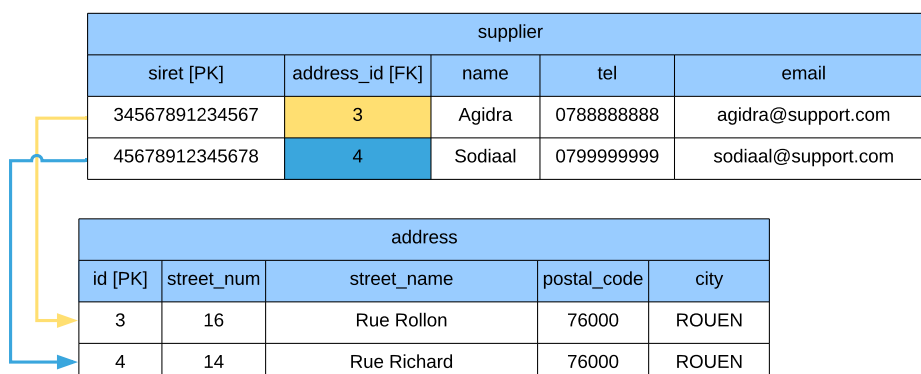 supplier
siret [PK] address_id [FK] name tel email
34567891234567 3 Agidra 0788888888 agidra@support.com
45678912345678 4 Sodiaal 0799999999 sodiaal@support.com
address
id [PK] street_num street_name postal_code city
3 16 Rue Rollon 76000 ROUEN
4 14 Rue Richard 76000 ROUEN